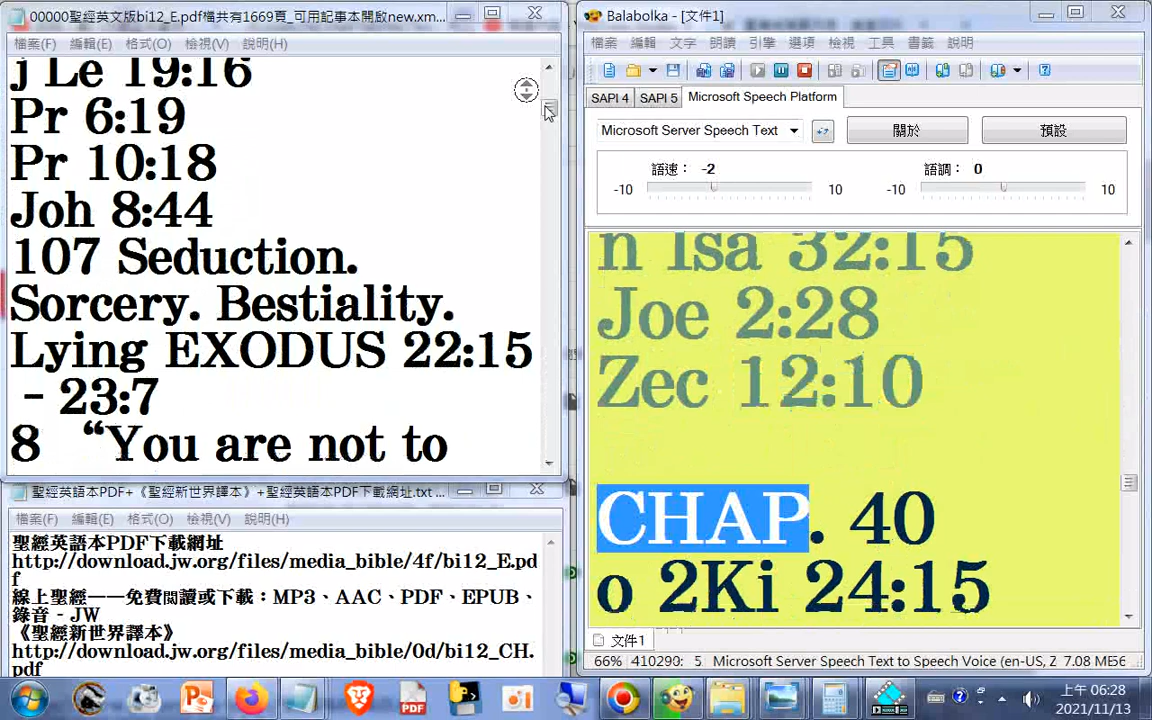 00000聖經英文版bi12_E.pdf檔共有1669頁_可用記事本開啟new.xm...
檔案(F) 編輯(E) 格式(O) 檢視(V) 說明(H)
j Le 19:16
Pr 6:19
Pr 10:18
Joh 8:44
107 Seduction.
Sorcery. Bestiality.
Lying EXODUS 22:15
- 23:7
8 “You are not to
聖經英語本PDF+《聖經新世界譯本》+聖經英語本PDF下載網址.txt ...
檔案(F) 編輯(E) 格式(O) 檢視(V) 說明(H)
聖經英語本PDF下載網址
http://download.jw.org/files/media_bible/4f/bi12_E.pd
f
線上聖經——免費閱讀或下載：MP3、AAC、PDF、EPUB、
錄音 - JW
《聖經新世界譯本》
http://download.jw.org/files/media_bible/0d/bi12_CH.
pdf
Balabolka - [文件1]
檔案 編輯 文字 朗讀 引擎 選項 檢視 工具 書籤 說明
SAPI 4 SAPI 5 Microsoft Speech Platform
Microsoft Server Speech Text 關於 預設
語速： -2 語調： 0
-10 10 -10 10
n Isa 32:15
Joe 2:28
Zec 12:10
CHAP. 40
o 2Ki 24:15
文件1
66% 410290: 5 Microsoft Server Speech Text to Speech Voice (en-US, Z 7.08 ME56
上午 06:28
2021/11/13